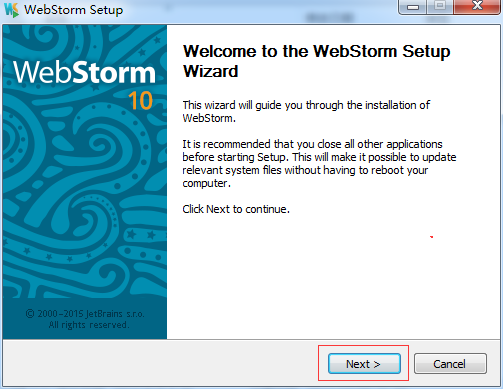 WebStorm Setup
WebStorm
10
© 2000-2015 JetBrains s.r.o.
All rights reserved.
Welcome to the WebStorm Setup
Wizard
This wizard will guide you through the installation of
WebStorm.
It is recommended that you close all other applications
before starting Setup. This will make it possible to update
relevant system files without having to reboot your
computer.
Click Next to continue.
Next >
Cancel